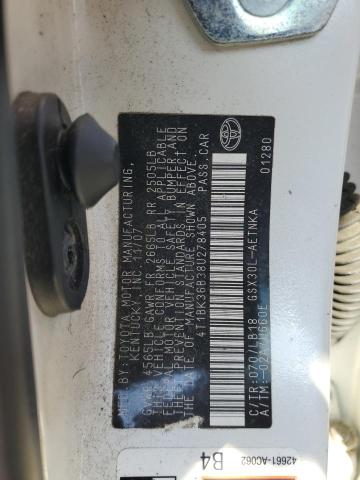 MFD. BY: TOYOTA MOTOR MANUFACTURING,
KENTUCKY, INC. 11/07
GVWR 4565LB GAWR FR 2665LB RR 2505LB
THIS VEHICLE CONFORMS TO ALL APPLICABLE
FEDERAL MOTOR VEHICLE SAFETY, BUMPER AND
THEFT PREVENTION STANDARDS IN EFFECT ON
THE DATE OF MANUFACTURE SHOWN ABOVE.
4T1BK36B38U278405 PASS.CAR
C/TR:070/LB18 GSX30L-AETNKA
A/TM: 01280
42661-AC062
B4